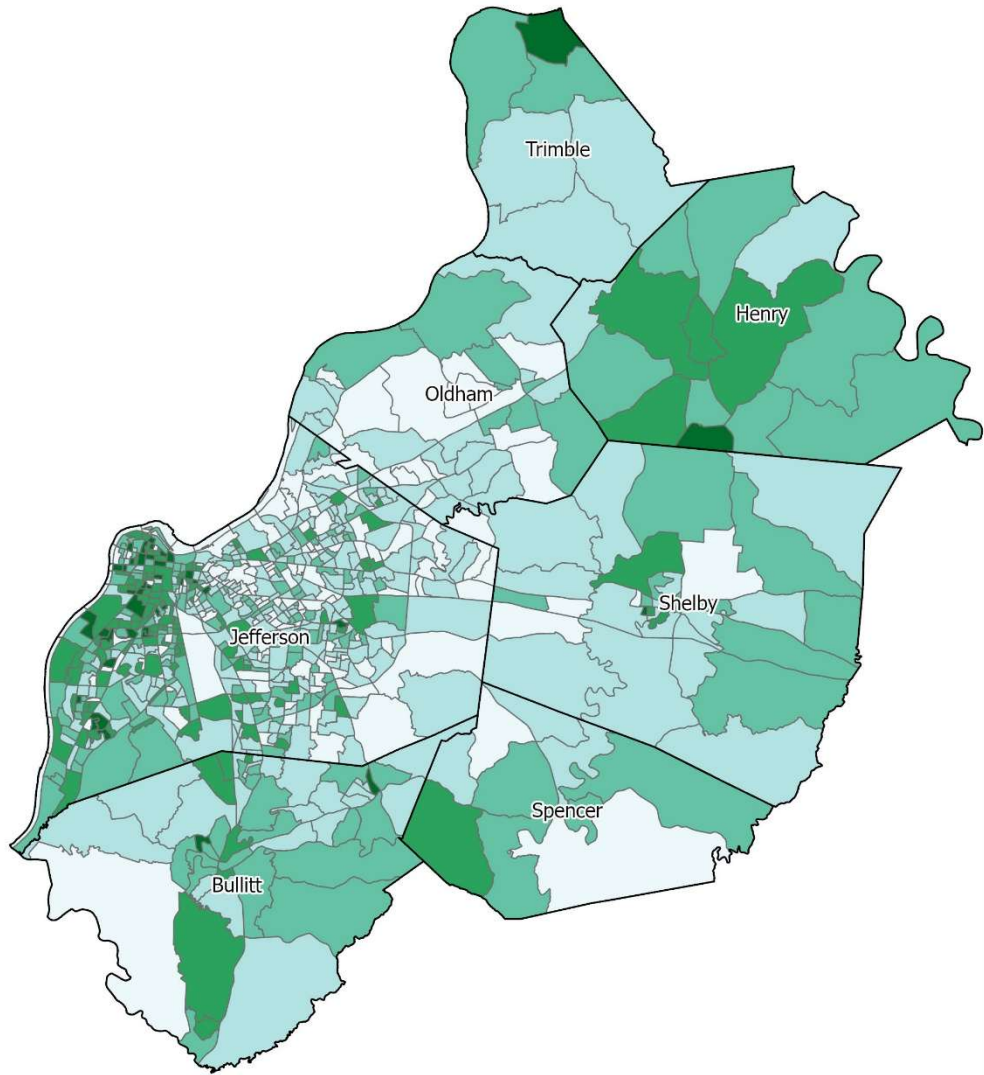 Trimble
Henry
Oldham
Shelby
Jefferson
Spencer
Bullitt